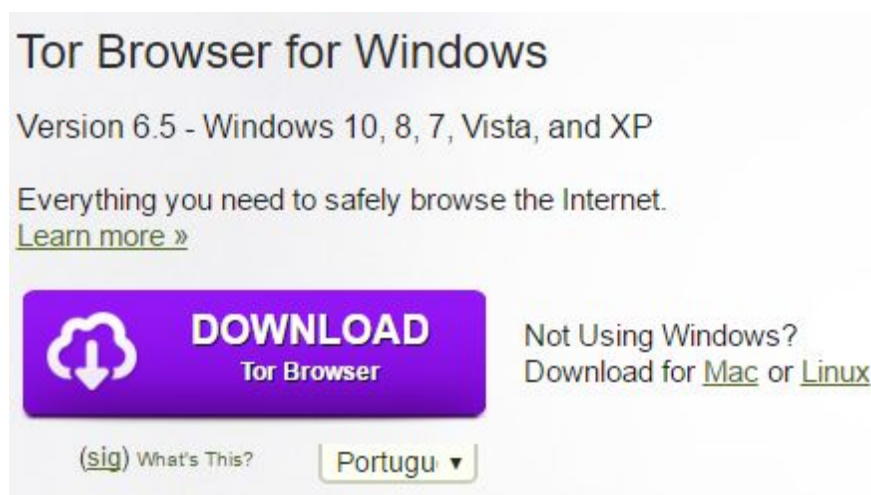 Tor Browser for Windows
Version 6.5 - Windows 10, 8, 7, Vista, and XP
Everything you need to safely browse the Internet.
Learn more »
DOWNLOAD
Tor Browser
Not Using Windows?
Download for Mac or Linux
(sig) What's This?
Portugu